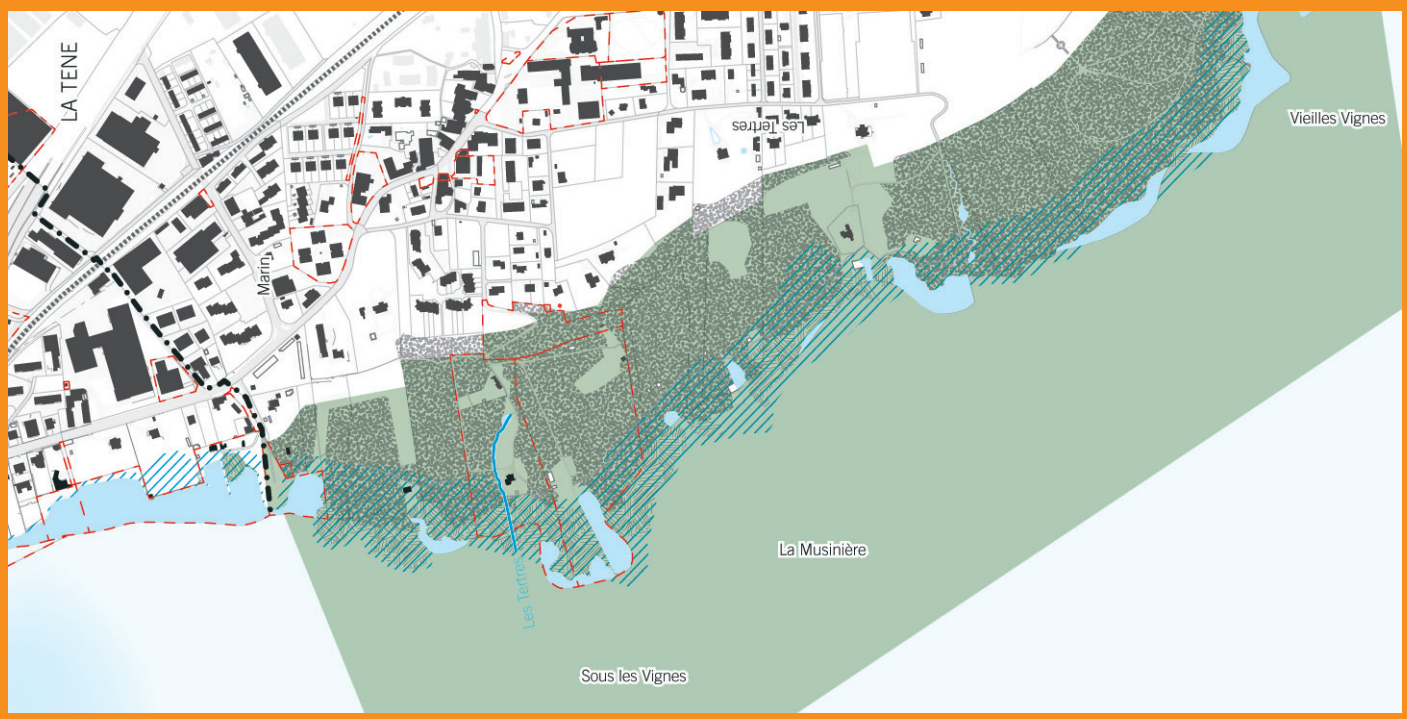 LA TENE
Vieilles Vignes
Les Tertres
Marin
La Musinière
Les Tertres
Sous les Vignes